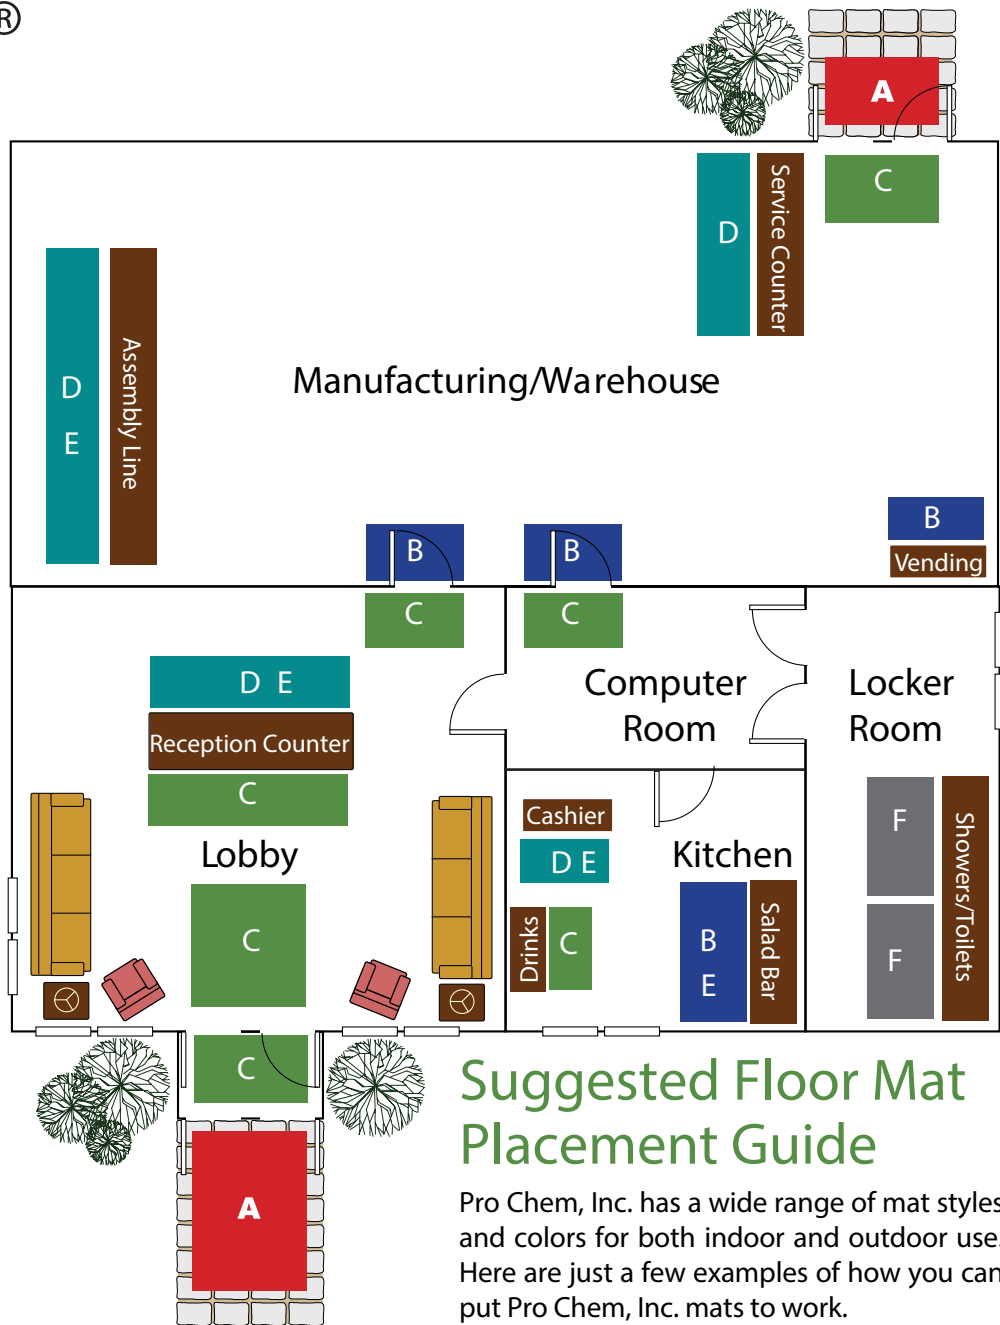 ®
A
C
D
Service Counter
D
E
Assembly Line
Manufacturing/Warehouse
B
Vending
B
B
C
C
D E
Reception Counter
C
Lobby
C
C
A
Computer
Room
Locker
Room
Cashier
D E
Kitchen
Drinks
C
B
E
Salad Bar
F
F
Showers/Toilets
Suggested Floor Mat
Placement Guide
Pro Chem, Inc. has a wide range of mat styles
and colors for both indoor and outdoor use.
Here are just a few examples of how you can
put Pro Chem, Inc. mats to work.